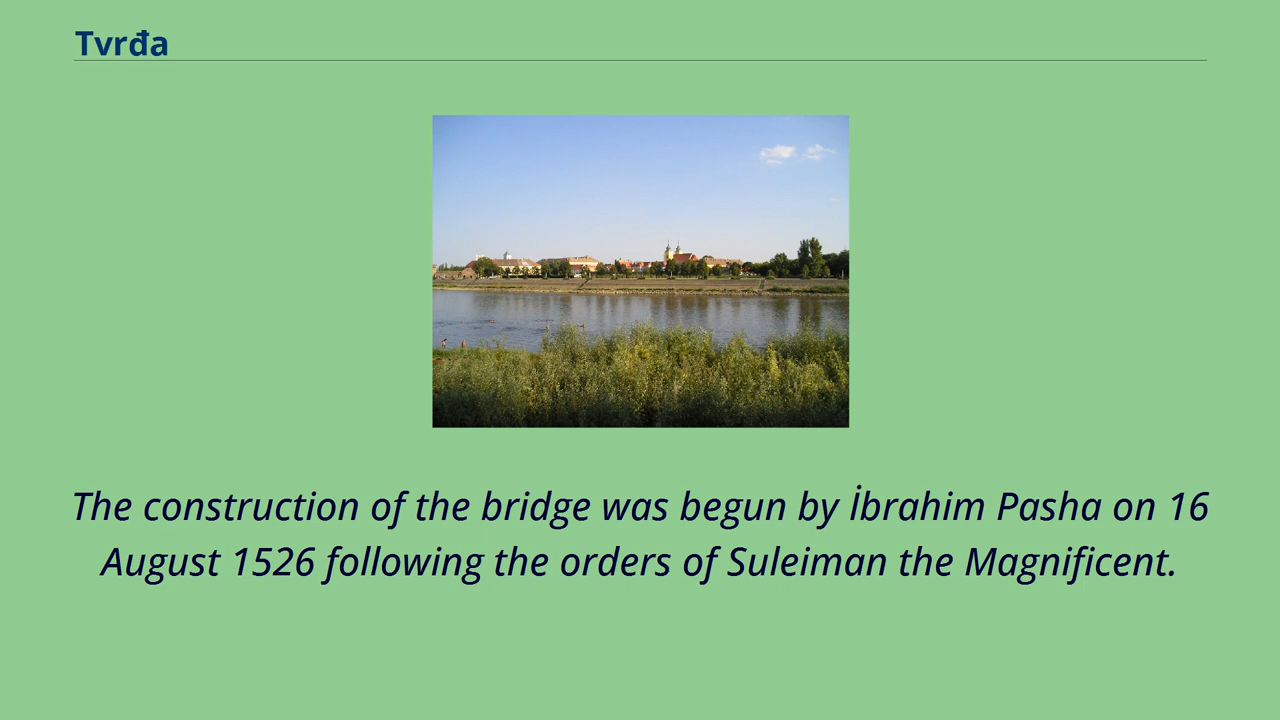 Tvrđa
The construction of the bridge was begun by İbrahim Pasha on 16
August 1526 following the orders of Suleiman the Magnificent.